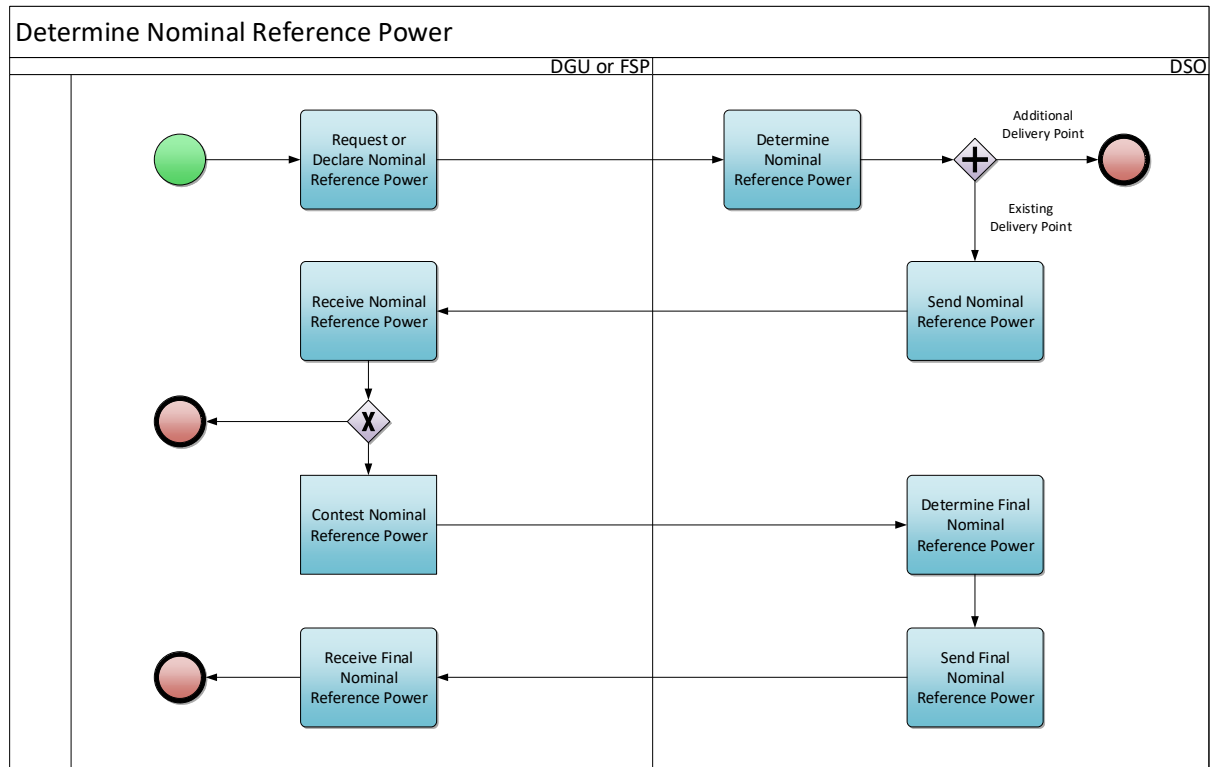 Determine Nominal Reference Power
DGU or FSP
DSO
Request or
Declare Nominal
Reference Power
Determine
Nominal
Reference Power
Additional
Delivery Point
Existing
Delivery Point
Receive Nominal
Reference Power
Send Nominal
Reference Power
X
Contest Nominal
Reference Power
Determine Final
Nominal
Reference Power
Receive Final
Nominal
Reference Power
Send Final
Nominal
Reference Power